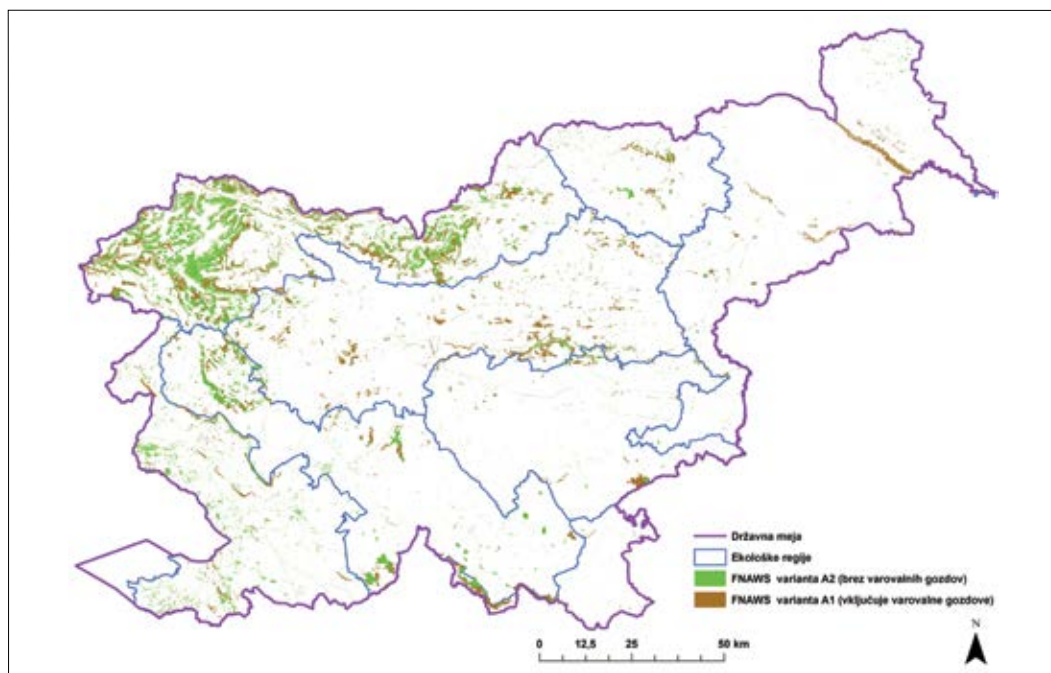 Državna meja
Ekološke regije
FNAWS varianta A2 (brez varovalnih gozdov)
FNAWS varianta A1 (vključuje varovalne gozdove)
0 12,5 25 50 km
N